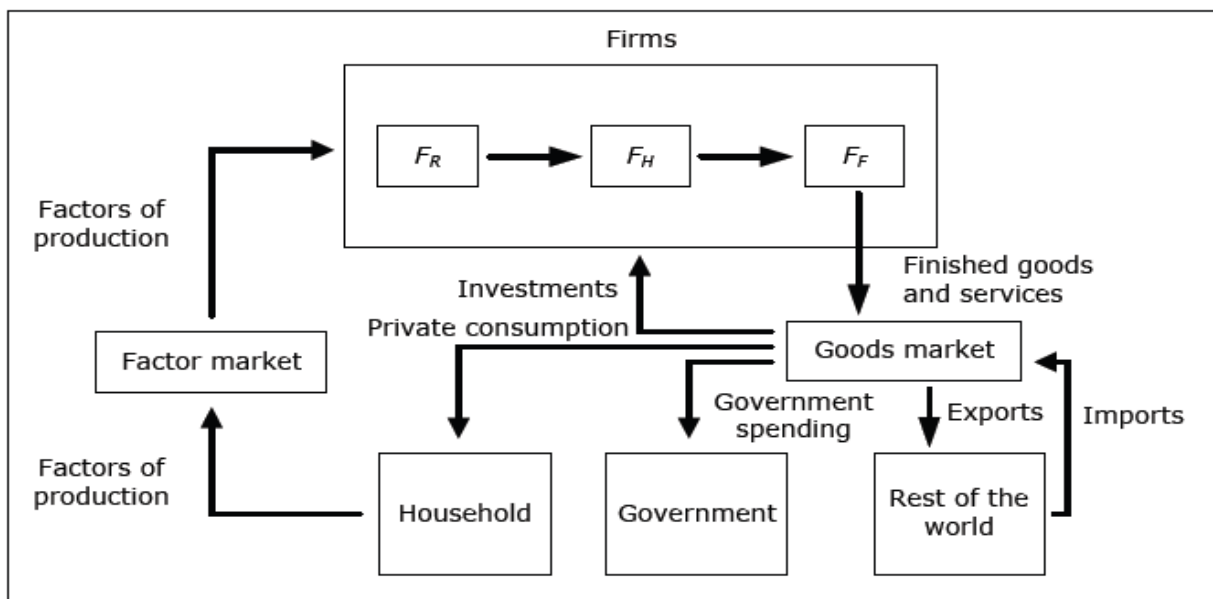 Firms
F_R
F_H
F_F
Factors of
production
Finished goods
and services
Investments
Private consumption
Factor market
Goods market
Government
spending
Exports
Imports
Factors of
production
Household
Government
Rest of the
world